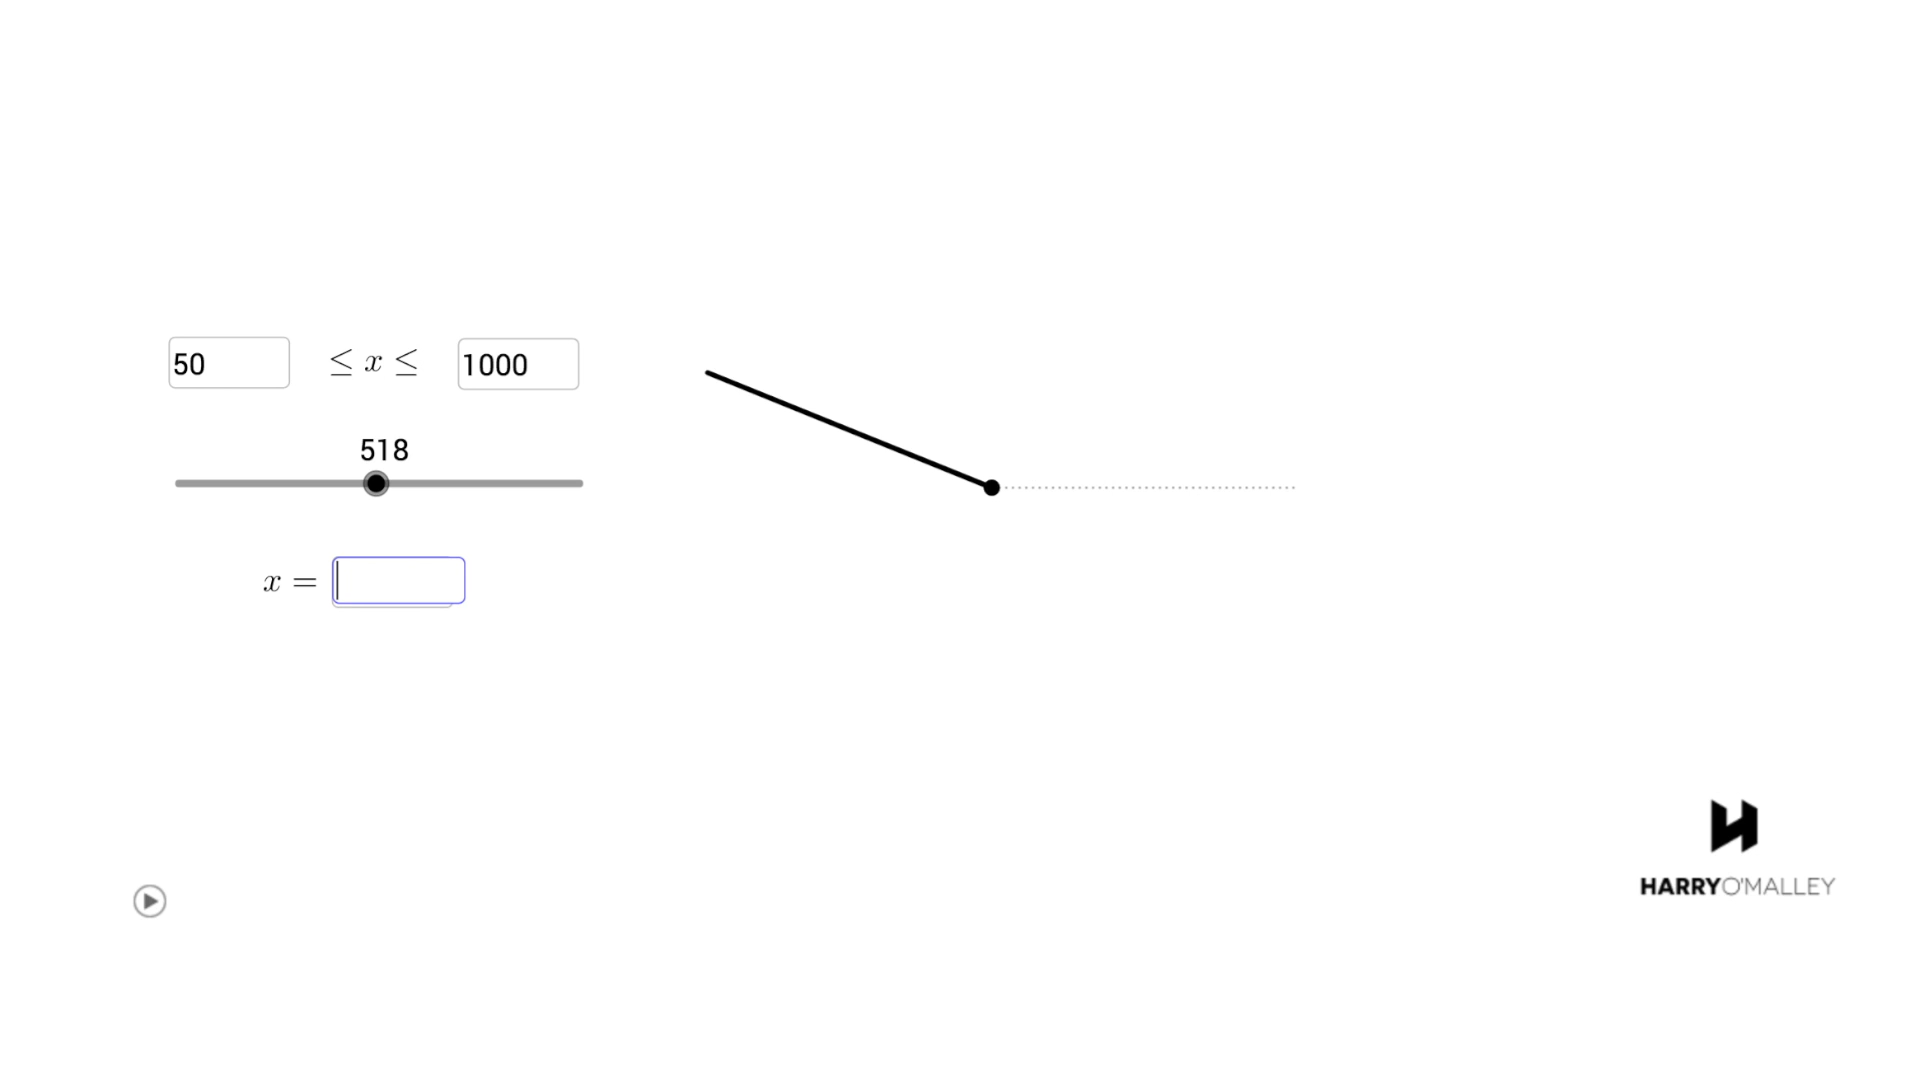 50 ≤ x ≤ 1000
518
x =
HARRYO'MALLEY